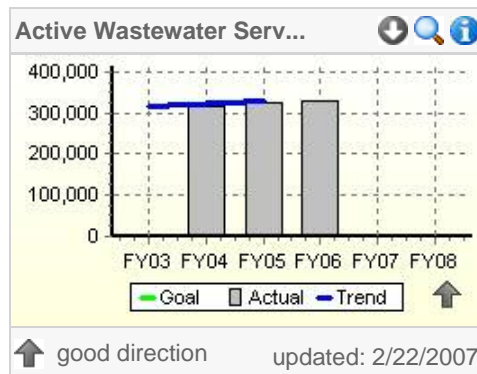 Active Wastewater Serv...
400,000
300,000
200,000
100,000
0
FY03 FY04 FY05 FY06 FY07 FY08
Goal Actual Trend
good direction updated: 2/22/2007